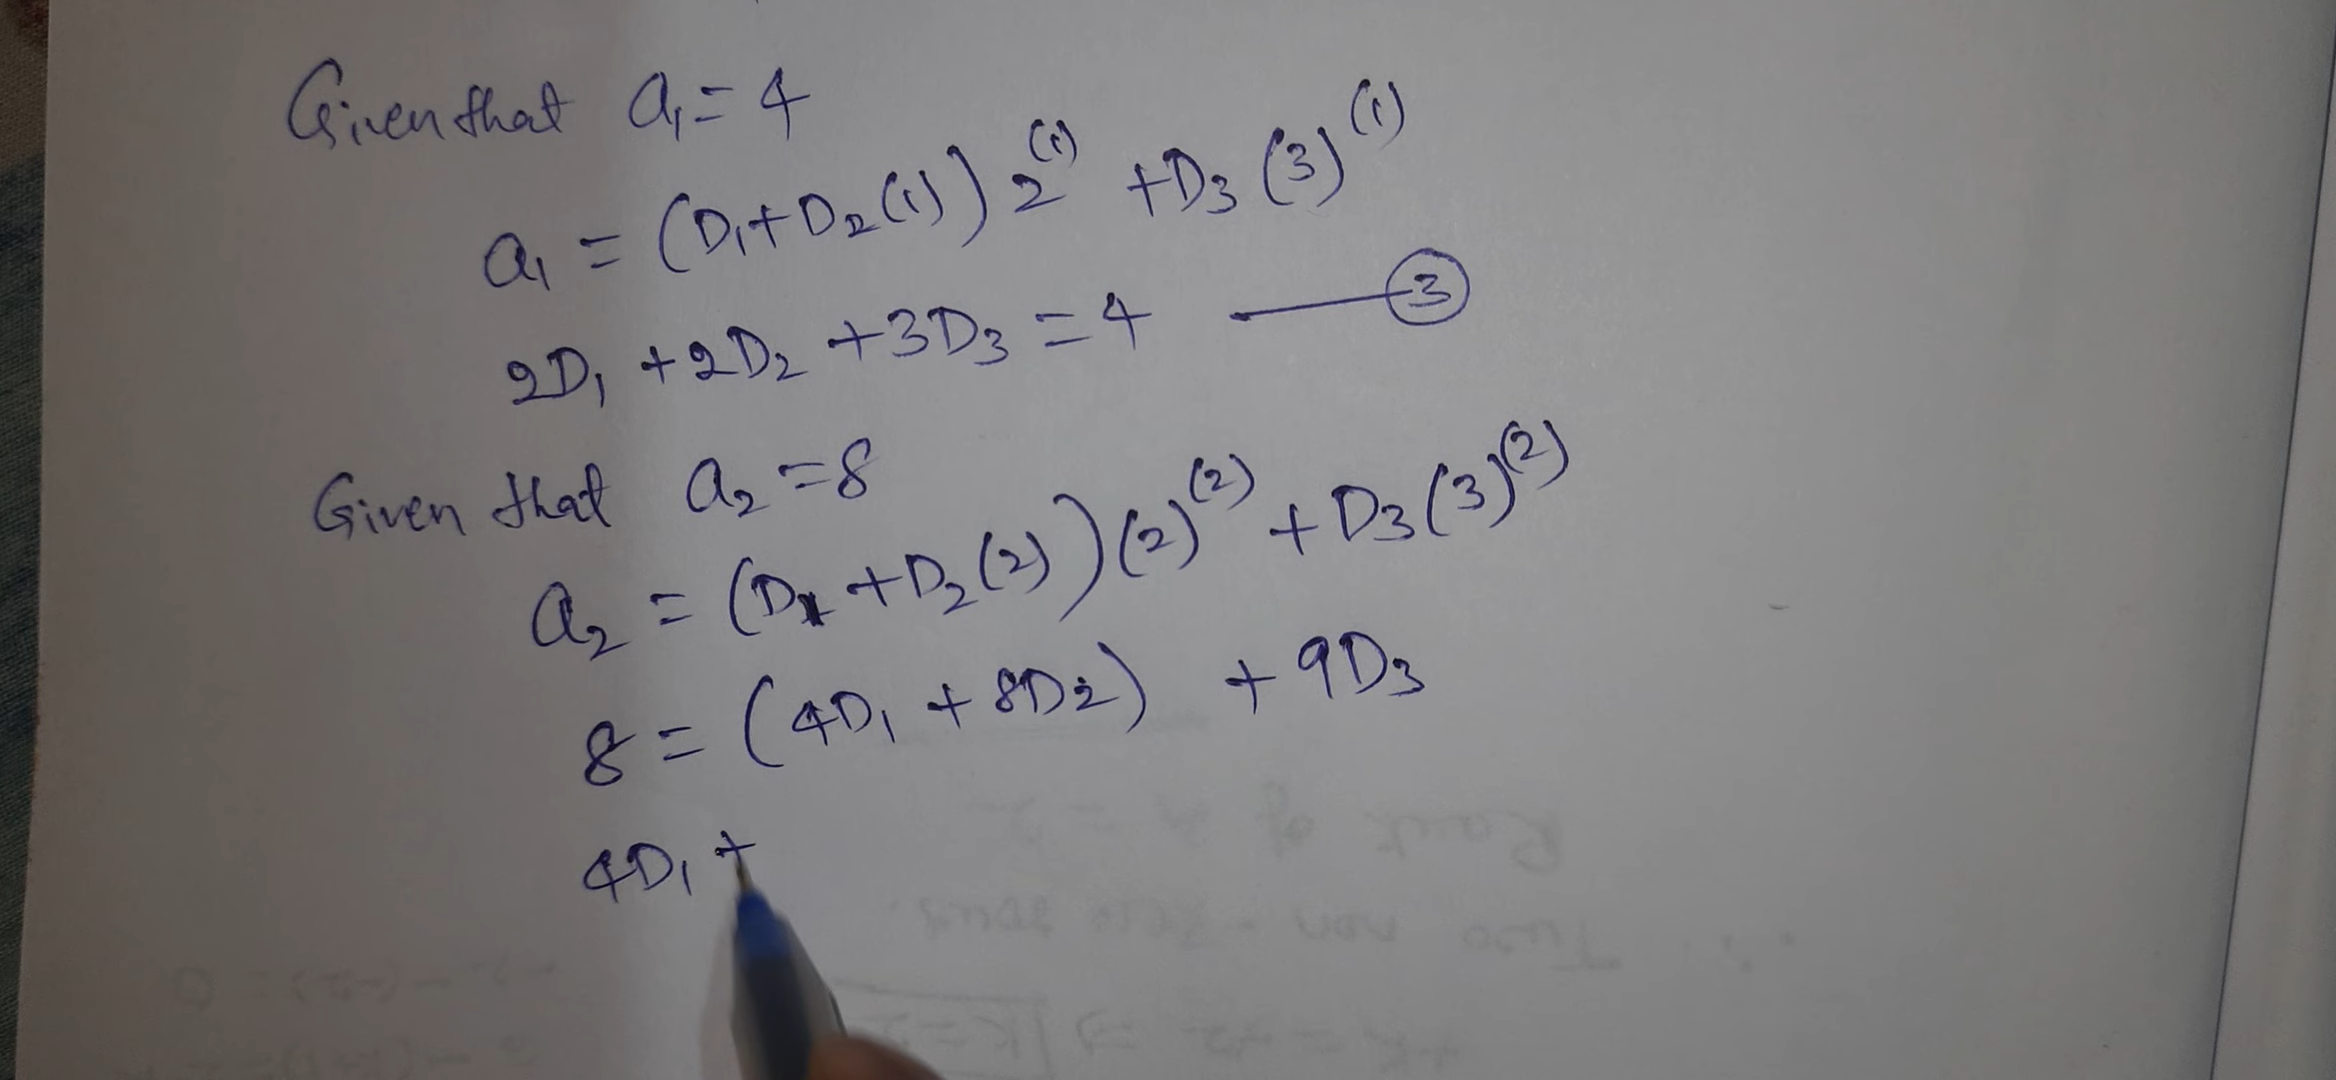 Given that a₁ = 4
a₁ = (D₁ + D₂(1)) 2⁽¹⁾ + D₃ (3)⁽¹⁾
2D₁ + 2D₂ + 3D₃ = 4 —— ③
Given that a₂ = 8
a₂ = (D₁ + D₂(2)) (2)⁽²⁾ + D₃(3)⁽²⁾
8 = (4D₁ + 8D₂) + 9D₃
4D₁ +